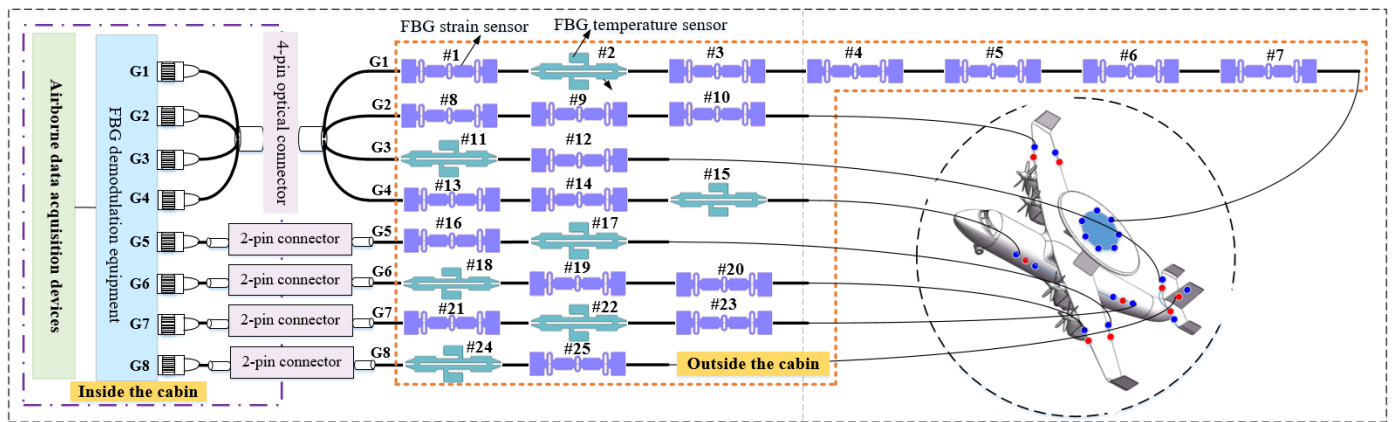 Airborne data acquisition devices
FBG demodulation equipment
G1
G2
G3
G4
G5
G6
G7
G8
Inside the cabin
4-pin optical connector
2-pin connector
2-pin connector
2-pin connector
2-pin connector
FBG strain sensor
FBG temperature sensor
G1 #1 #2 #3 #4 #5 #6 #7
G2 #8 #9 #10
G3 #11 #12
G4 #13 #14 #15
G5 #16 #17
G6 #18 #19 #20
G7 #21 #22 #23
G8 #24 #25
Outside the cabin